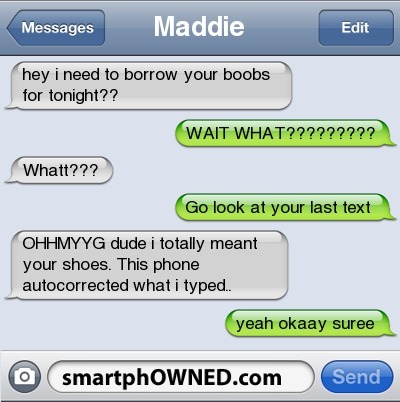 Messages
Maddie
Edit
hey i need to borrow your boobs
for tonight??
WAIT WHAT?????????
Whatt???
Go look at your last text
OHHMYYG dude i totally meant
your shoes. This phone
autocorrected what i typed..
yeah okaay suree
smartphOWNED.com
Send